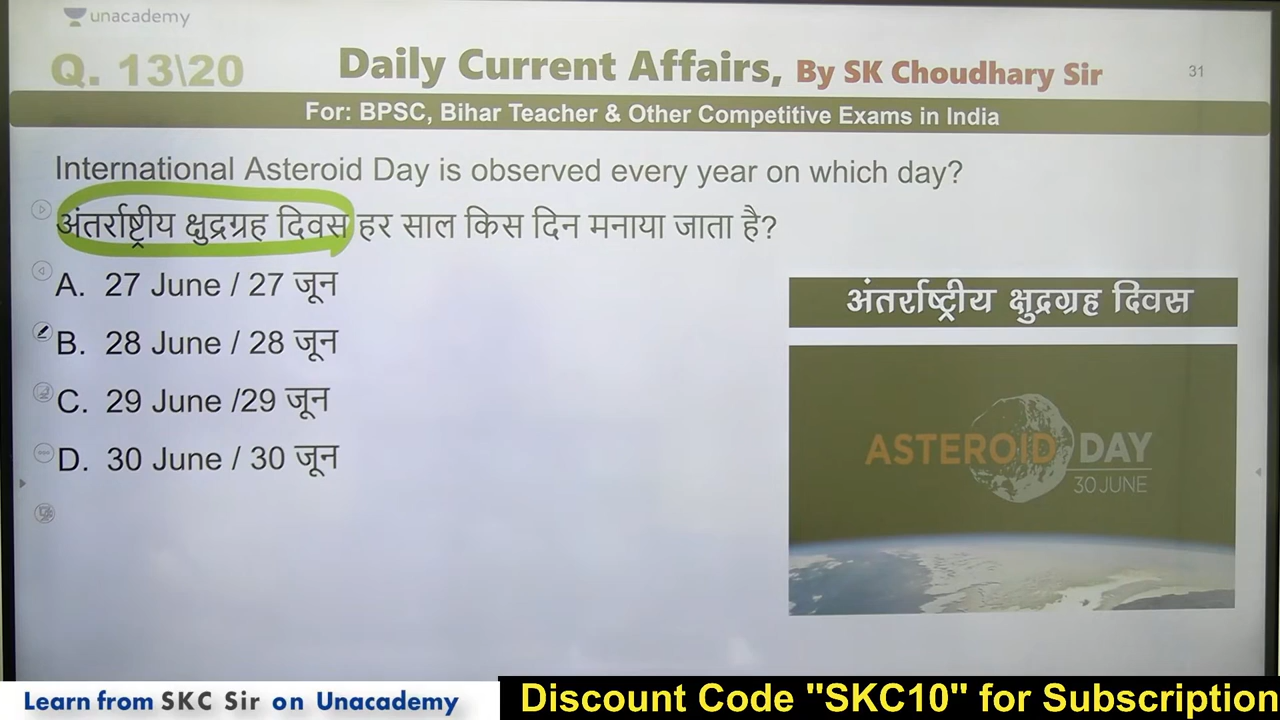 unacademy
Q. 13\20
Daily Current Affairs, By SK Choudhary Sir
31
For: BPSC, Bihar Teacher & Other Competitive Exams in India
International Asteroid Day is observed every year on which day?
अंतर्राष्ट्रीय क्षुद्रग्रह दिवस हर साल किस दिन मनाया जाता है?
A. 27 June / 27 जून
B. 28 June / 28 जून
C. 29 June /29 जून
D. 30 June / 30 जून
अंतर्राष्ट्रीय क्षुद्रग्रह दिवस
ASTEROID DAY
30 JUNE
Learn from SKC Sir on Unacademy
Discount Code "SKC10" for Subscription